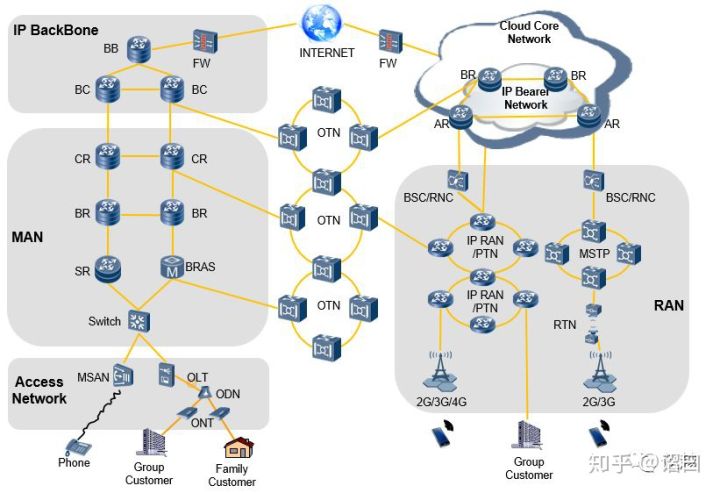 IP BackBone
BB
FW
INTERNET
FW
Cloud Core
Network
BC
BC
BR
BR
IP Bearer
Network
AR
AR
OTN
MAN
CR
CR
BR
BR
SR
BRAS
M
Switch
OTN
OTN
BSC/RNC
BSC/RNC
IP RAN
/PTN
IP RAN
/PTN
MSTP
RAN
RTN
2G/3G/4G
2G/3G
Access
Network
MSAN
OLT
ODN
ONT
Phone
Group
Customer
Family
Customer
Group
Customer
知乎